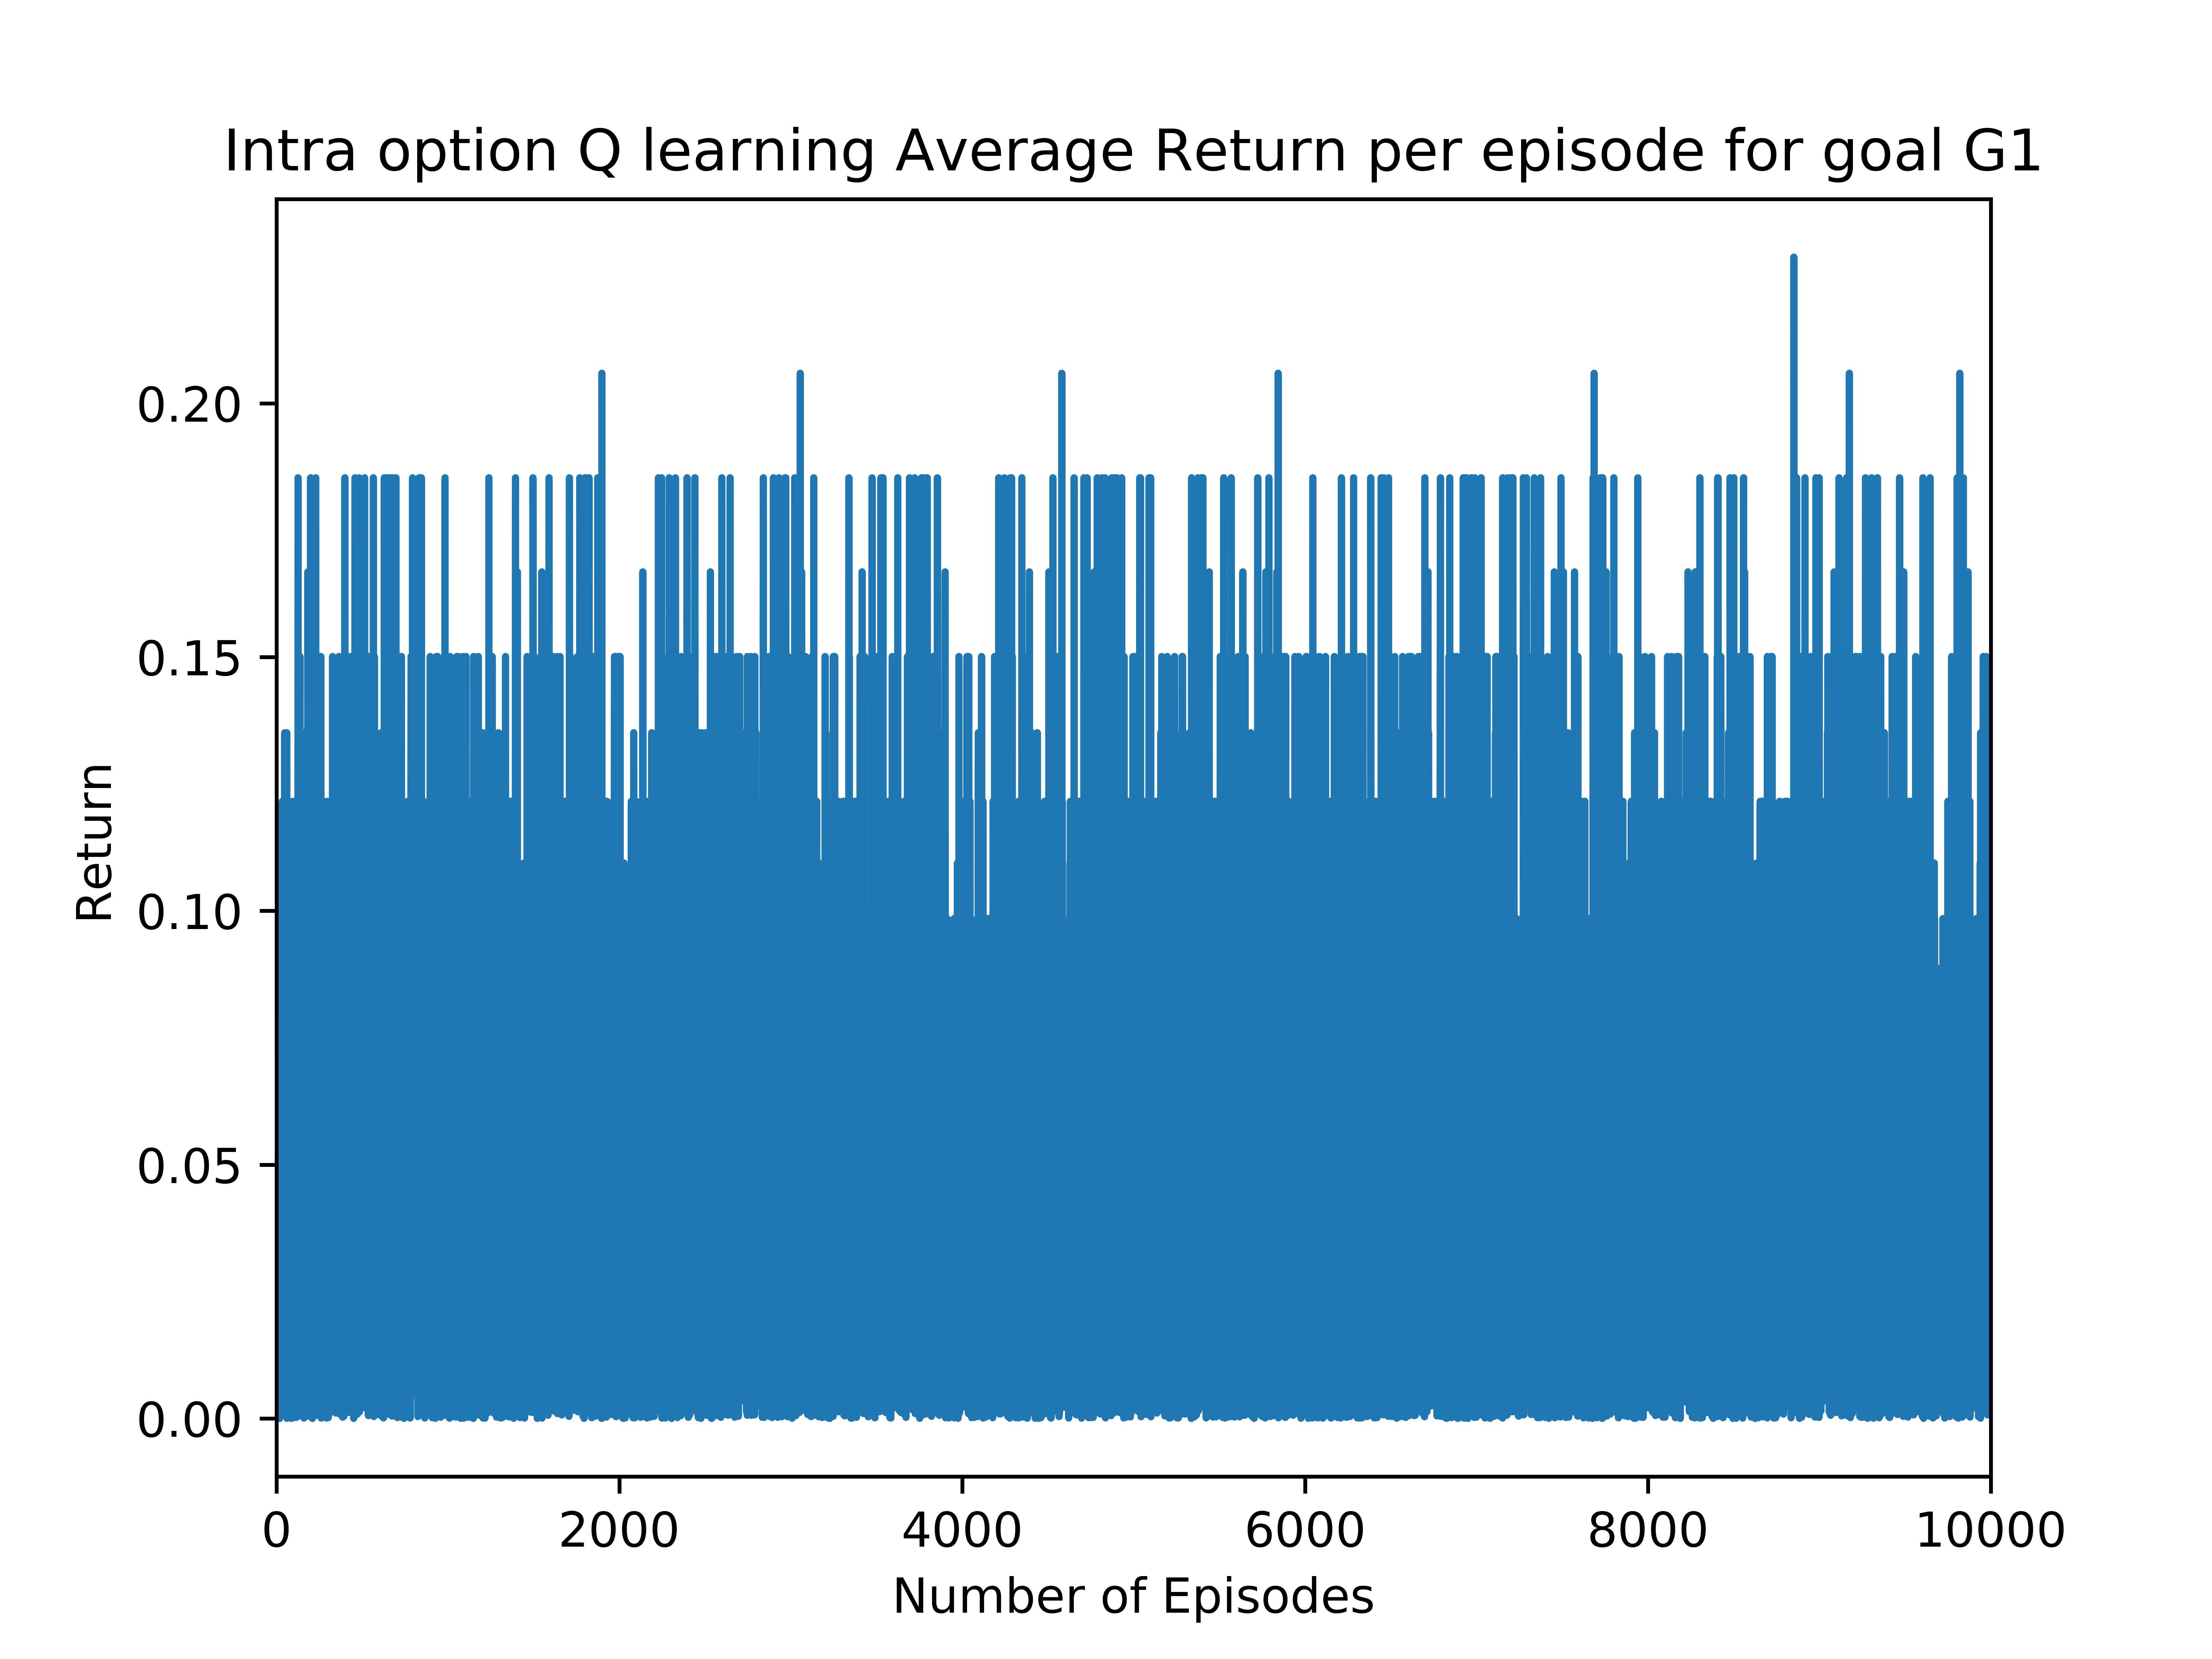 Intra option Q learning Average Return per episode for goal G1
0.20
0.15
0.10
0.05
0.00
Return
0 2000 4000 6000 8000 10000
Number of Episodes